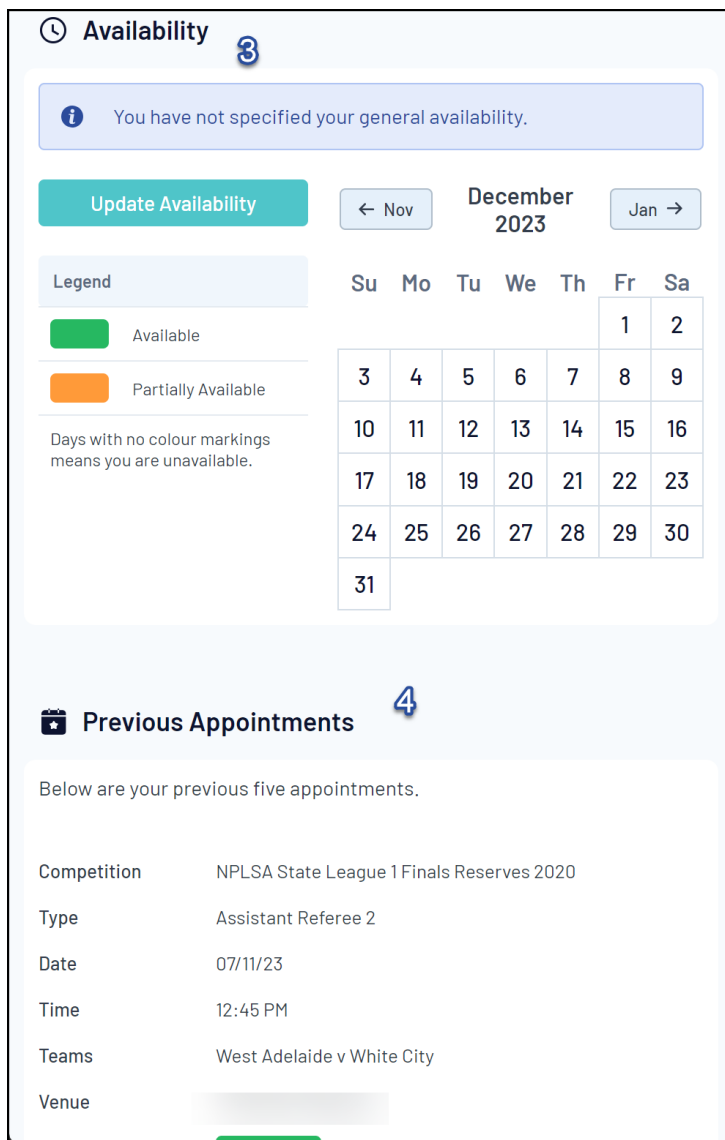 Availability
3
You have not specified your general availability.
Update Availability
← Nov
December
2023
Jan →
Legend
Available
Partially Available
Days with no colour markings
means you are unavailable.
Su Mo Tu We Th Fr Sa
1 2
3 4 5 6 7 8 9
10 11 12 13 14 15 16
17 18 19 20 21 22 23
24 25 26 27 28 29 30
31
Previous Appointments
4
Below are your previous five appointments.
Competition NPLSA State League 1 Finals Reserves 2020
Type Assistant Referee 2
Date 07/11/23
Time 12:45 PM
Teams West Adelaide v White City
Venue